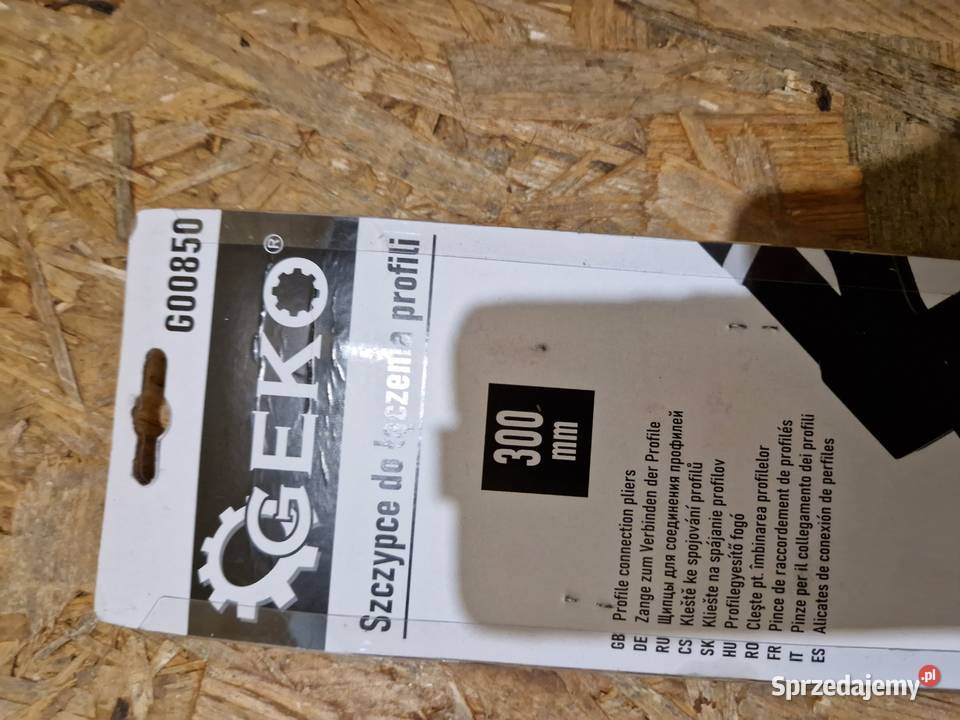 G00850
GEKO®
Szczypce do łączenia profili
300
mm
GB Profile connection pliers
DE Zange zum Verbinden der Profile
RU Щипцы для соединения профилей
CS Kleště ke spojování profilů
SK Kliešte na spájanie profilov
HU Profilegyesítő fogó
RO Cleşte pt. îmbinarea profilelor
FR Pince de raccordement de profilés
IT Pinze per il collegamento dei profili
ES Alicates de conexión de perfiles
Sprzedajemy.pl